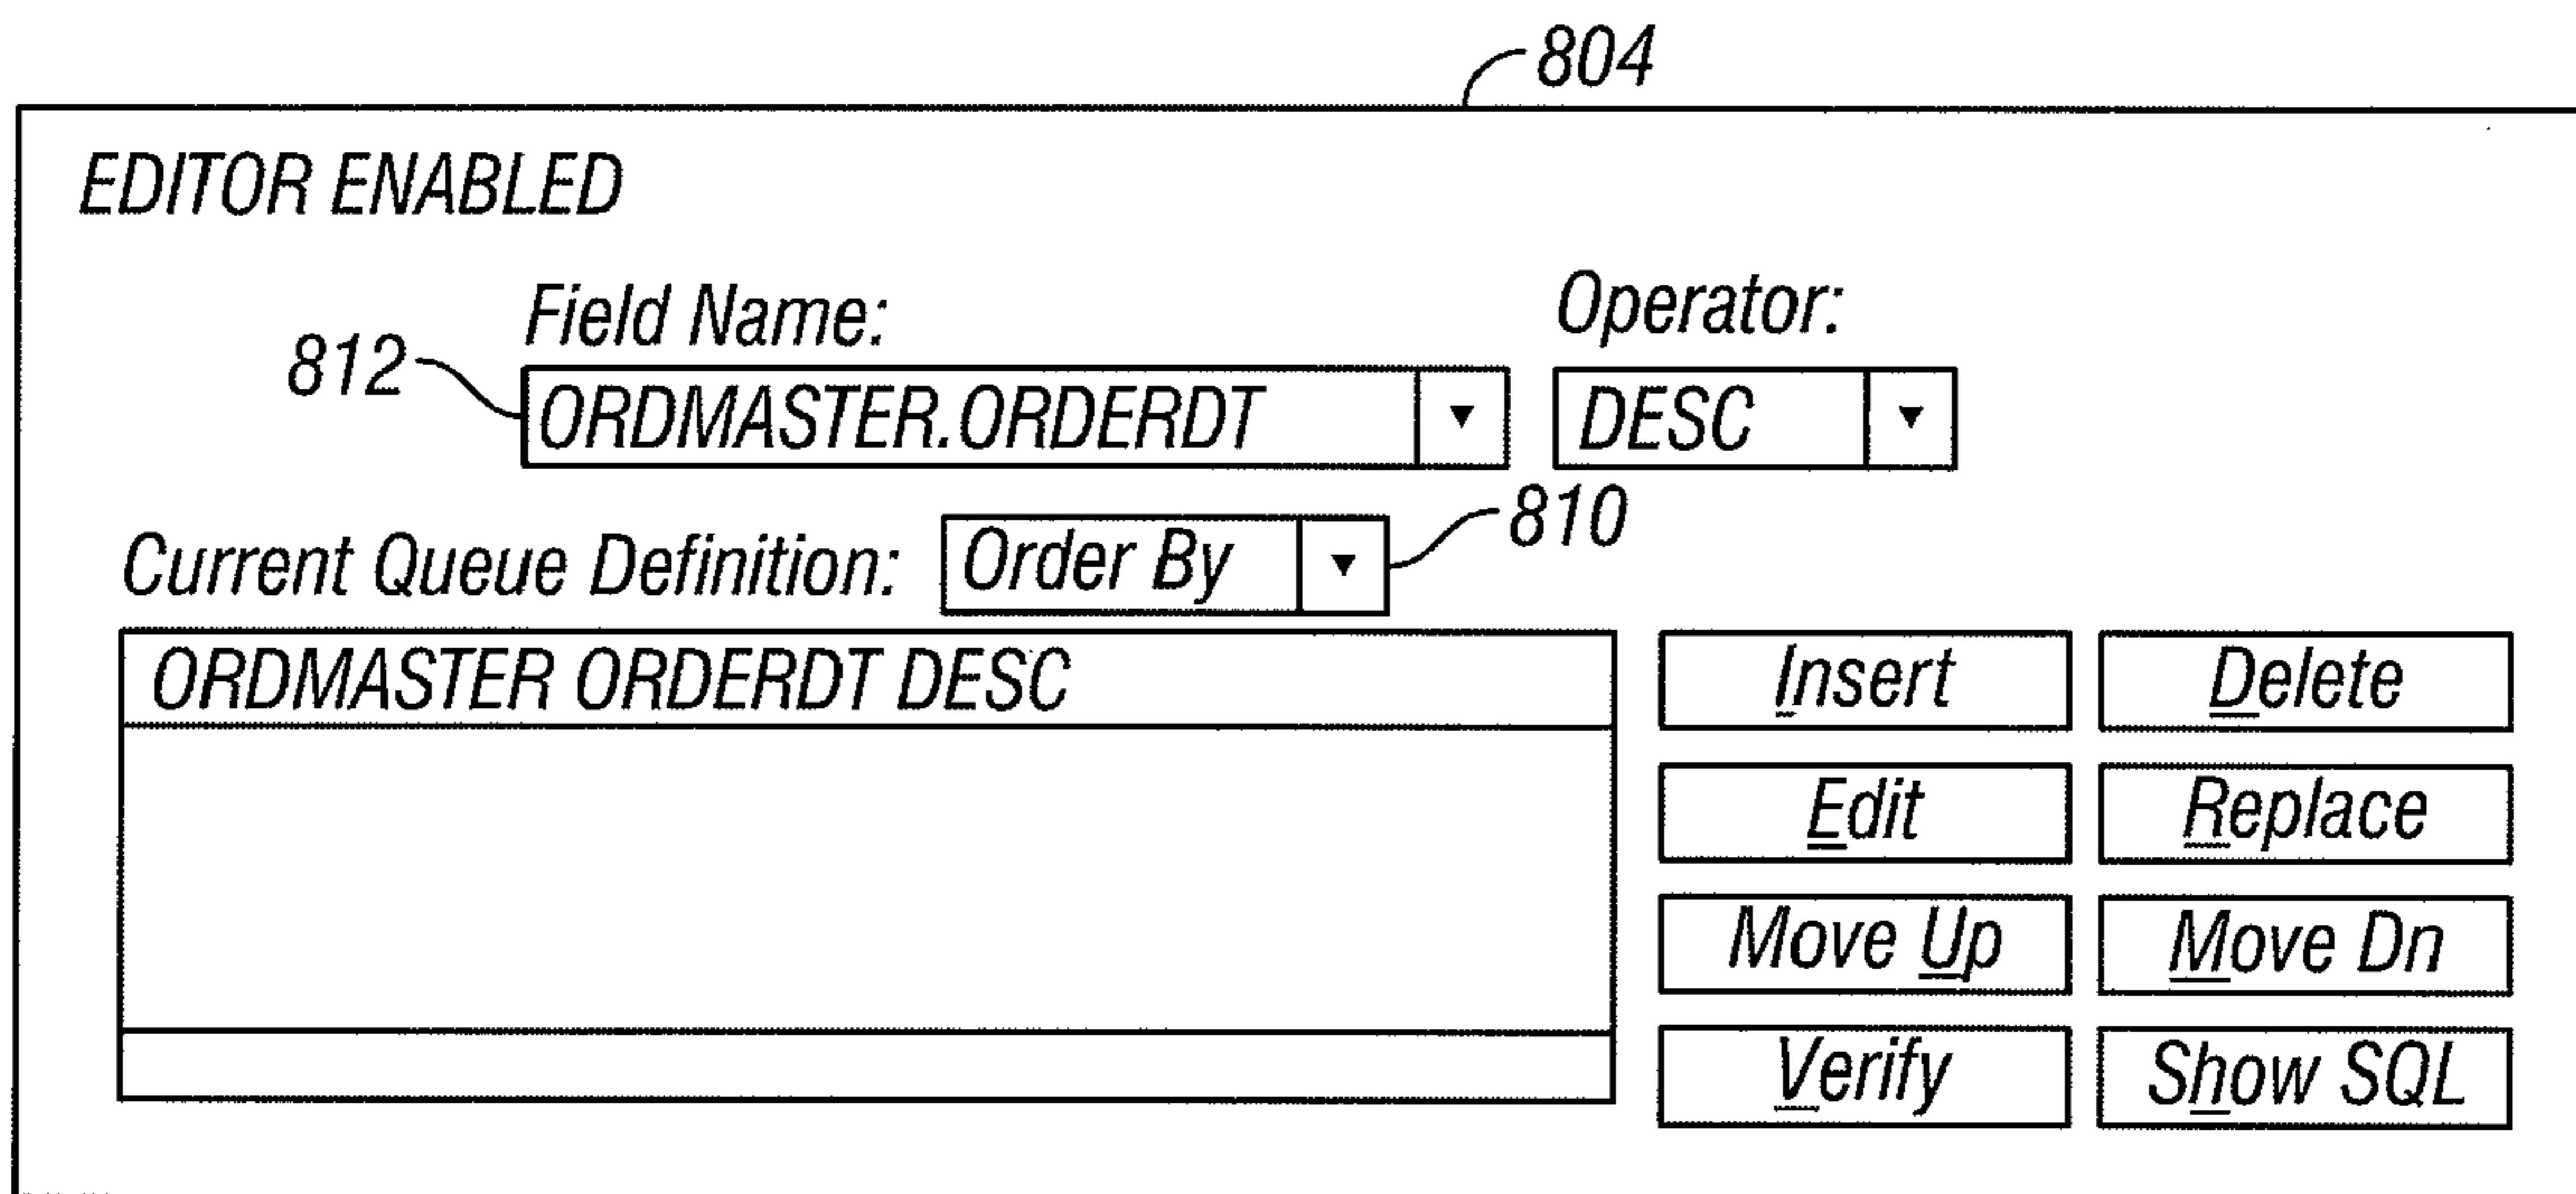 804
EDITOR ENABLED
Field Name: Operator:
812 ORDMASTER.ORDERDT DESC
Current Queue Definition: Order By 810
ORDMASTER ORDERDT DESC Insert Delete
Edit Replace
Move Up Move Dn
Verify Show SQL